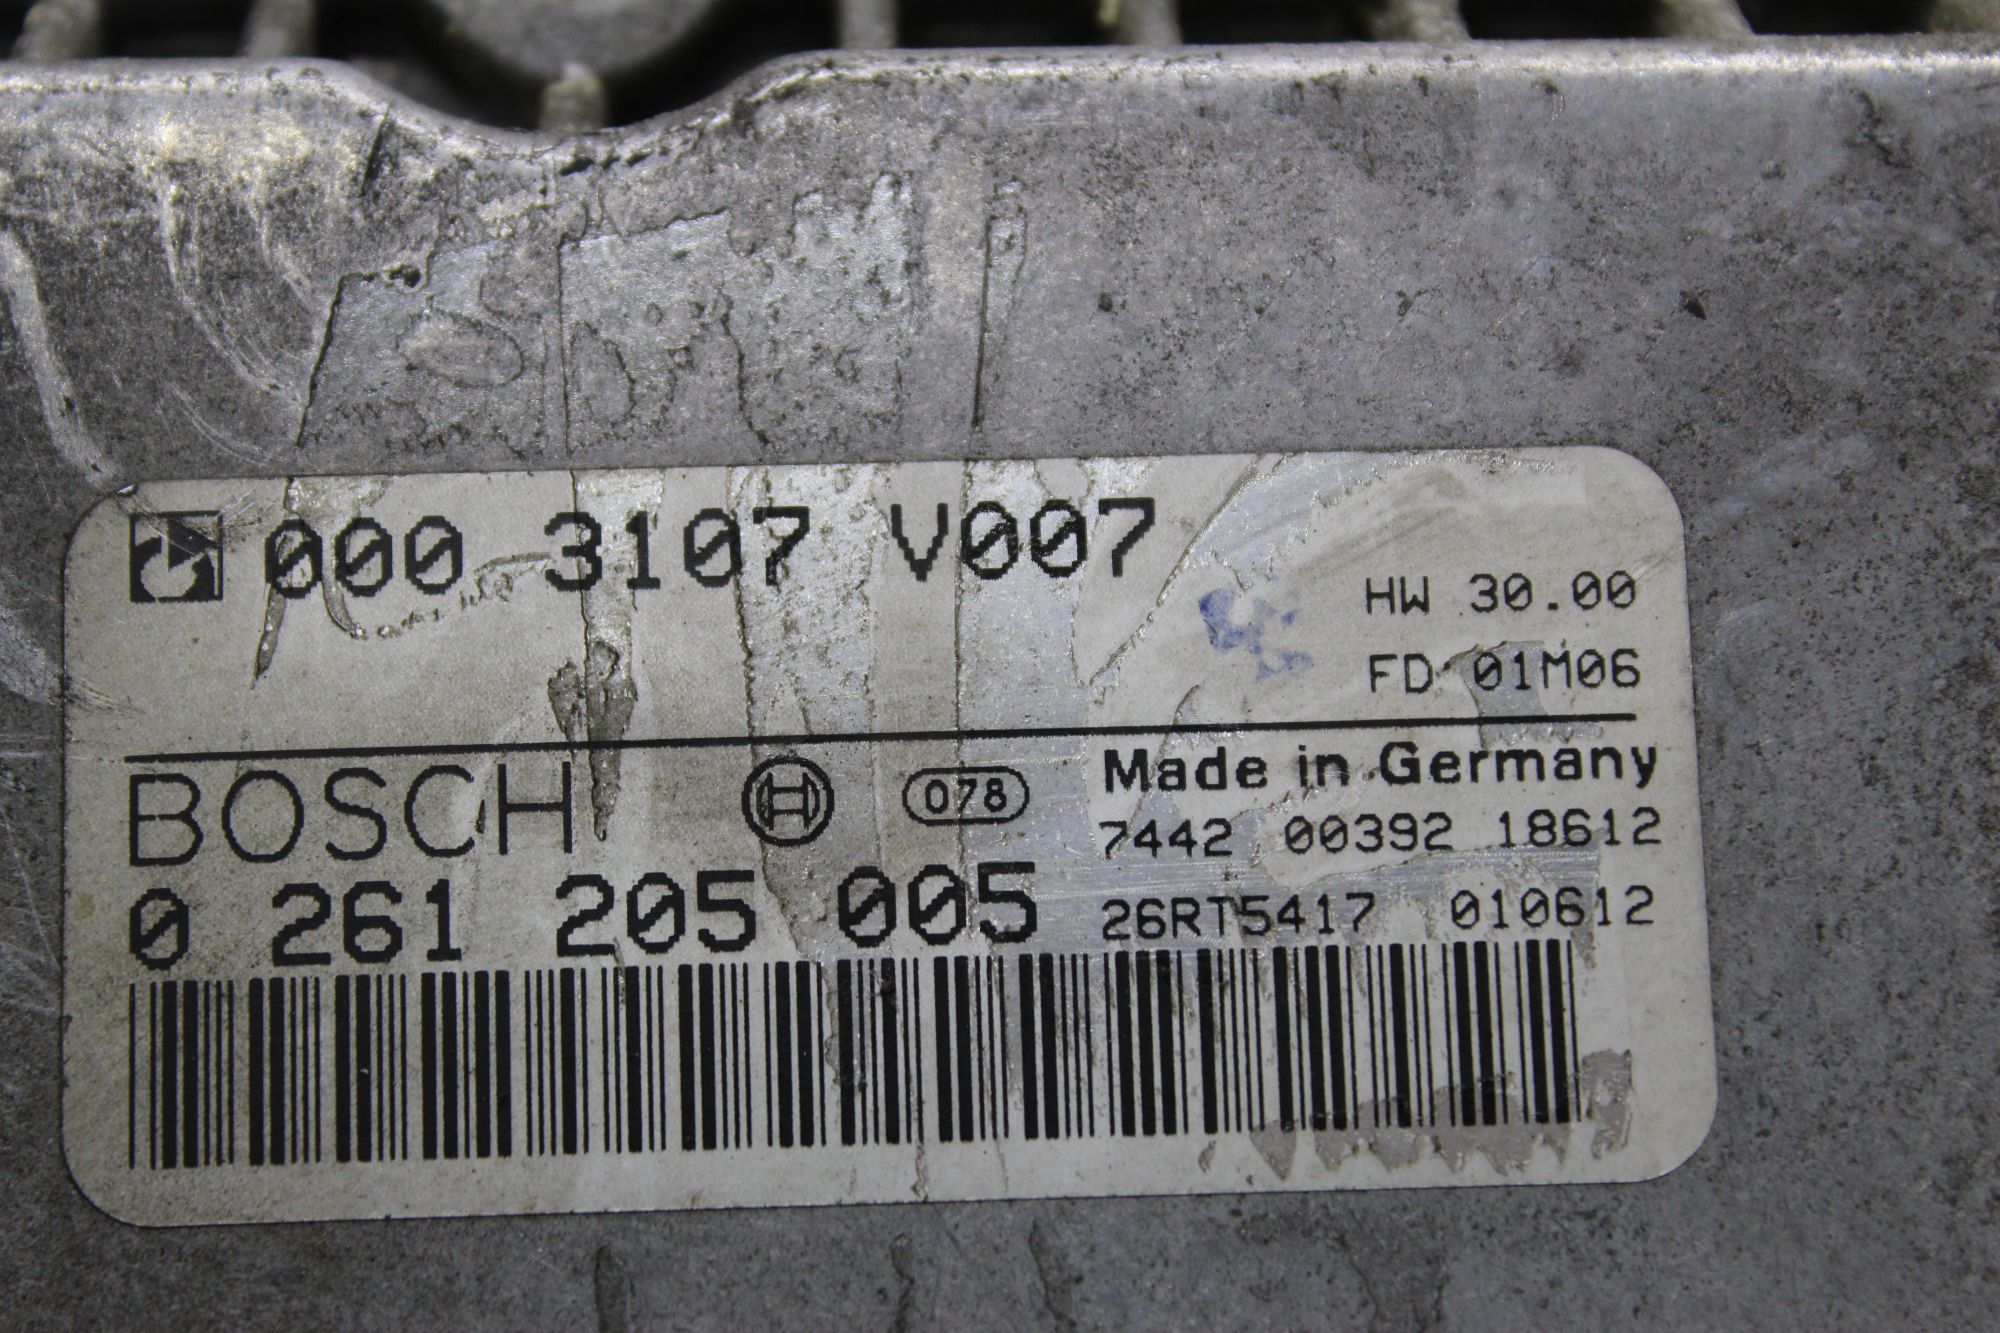 000 3107 V007
HW 30.00
FD 01M06
BOSCH 078 Made in Germany
7442 00392 18612
0 261 205 005 26RT5417 010612